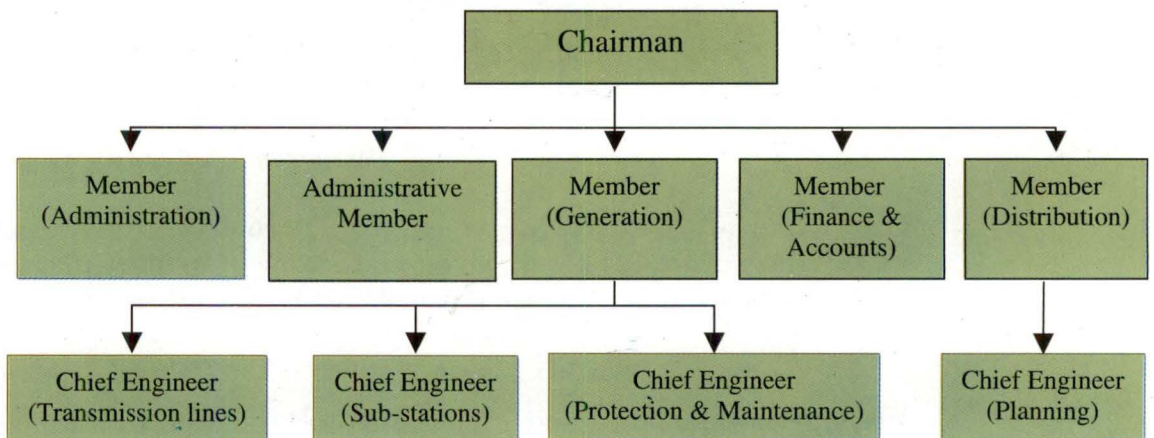 Chairman
Member
(Administration)
Administrative
Member
Member
(Generation)
Member
(Finance &
Accounts)
Member
(Distribution)
Chief Engineer
(Transmission lines)
Chief Engineer
(Sub-stations)
Chief Engineer
(Protection & Maintenance)
Chief Engineer
(Planning)